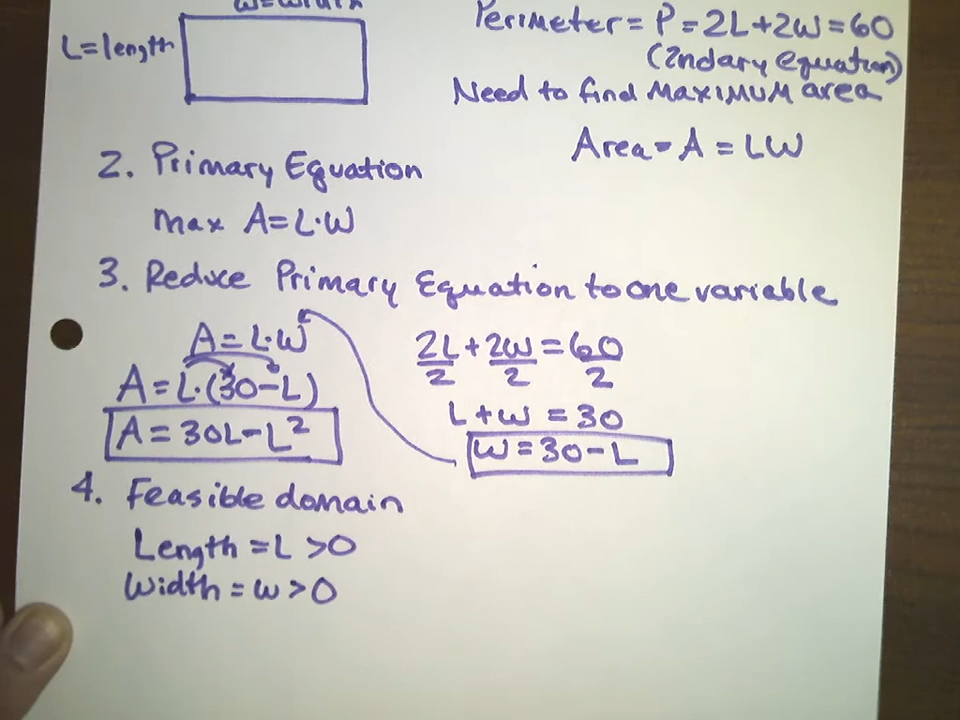 W=width
L=length
Perimeter = P = 2L+2W=60
(2ndary equation)
Need to find MAXIMUM area
Area = A = LW
2. Primary Equation
max A=L·W
3. Reduce Primary Equation to one variable
A = L·W
A = L·(30-L)
A = 30L-L²
2L/2 + 2W/2 = 60/2
L+W = 30
W = 30-L
4. Feasible domain
Length = L >0
Width = W >0